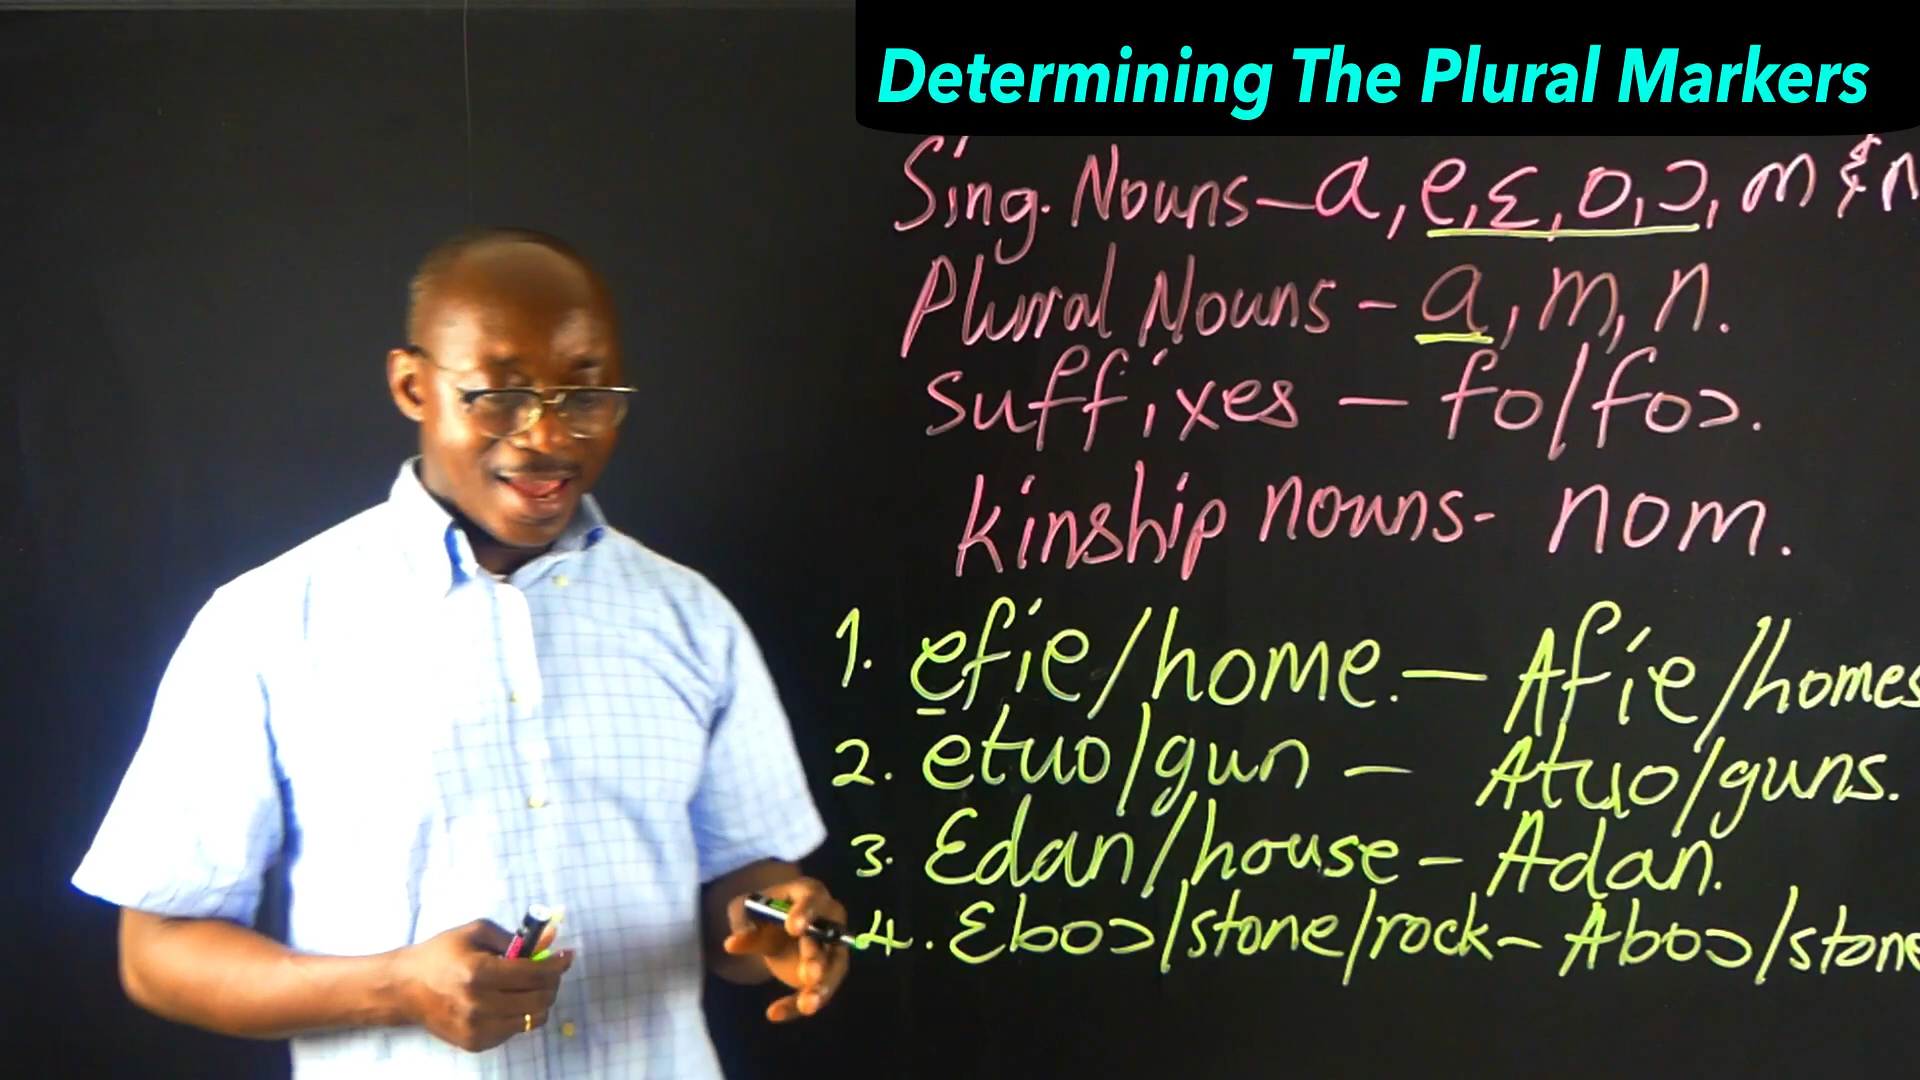 Determining The Plural Markers
Sing. Nouns - a, e, ɛ, o, ɔ, m & n
Plural Nouns - a, m, n.
Suffixes - fo/foɔ.
Kinship nouns - nom.
1. efie/home. - Afie/homes
2. etuo/gun - Atuo/guns.
3. Ɛdan/house - Adan.
4. Ɛboɔ/stone/rock - Aboɔ/stone